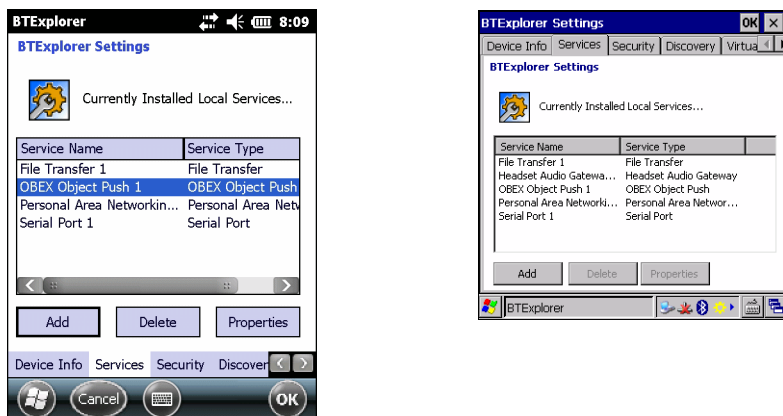 BTExplorer 8:09
BTExplorer Settings
Currently Installed Local Services...
Service Name Service Type
File Transfer 1 File Transfer
OBEX Object Push 1 OBEX Object Push
Personal Area Networkin... Personal Area Netw
Serial Port 1 Serial Port
Add Delete Properties
Device Info Services Security Discover
Cancel OK
BTExplorer Settings OK
Device Info Services Security Discovery Virtua
BTExplorer Settings
Currently Installed Local Services...
Service Name Service Type
File Transfer 1 File Transfer
Headset Audio Gatewa... Headset Audio Gateway
OBEX Object Push 1 OBEX Object Push
Personal Area Networki... Personal Area Networ...
Serial Port 1 Serial Port
Add Delete Properties
BTExplorer